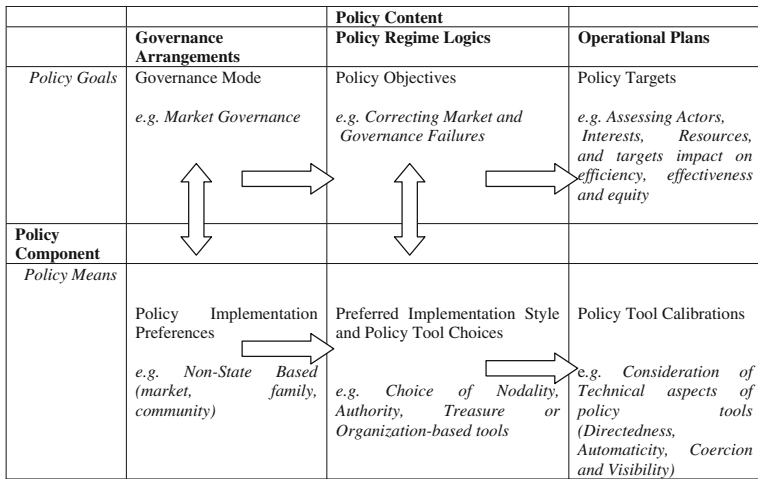 Policy Content
Governance Arrangements
Policy Regime Logics
Operational Plans
Policy Goals
Governance Mode
e.g. Market Governance
Policy Objectives
e.g. Correcting Market and
Governance Failures
Policy Targets
e.g. Assessing Actors,
Interests, Resources,
and targets impact on
efficiency, effectiveness
and equity
Policy
Component
Policy Means
Policy Implementation
Preferences
e.g. Non-State Based
(market, family,
community)
Preferred Implementation Style
and Policy Tool Choices
e.g. Choice of Nodality,
Authority, Treasure or
Organization-based tools
Policy Tool Calibrations
e.g. Consideration of
Technical aspects of
policy tools
(Directedness,
Automaticity, Coercion
and Visibility)